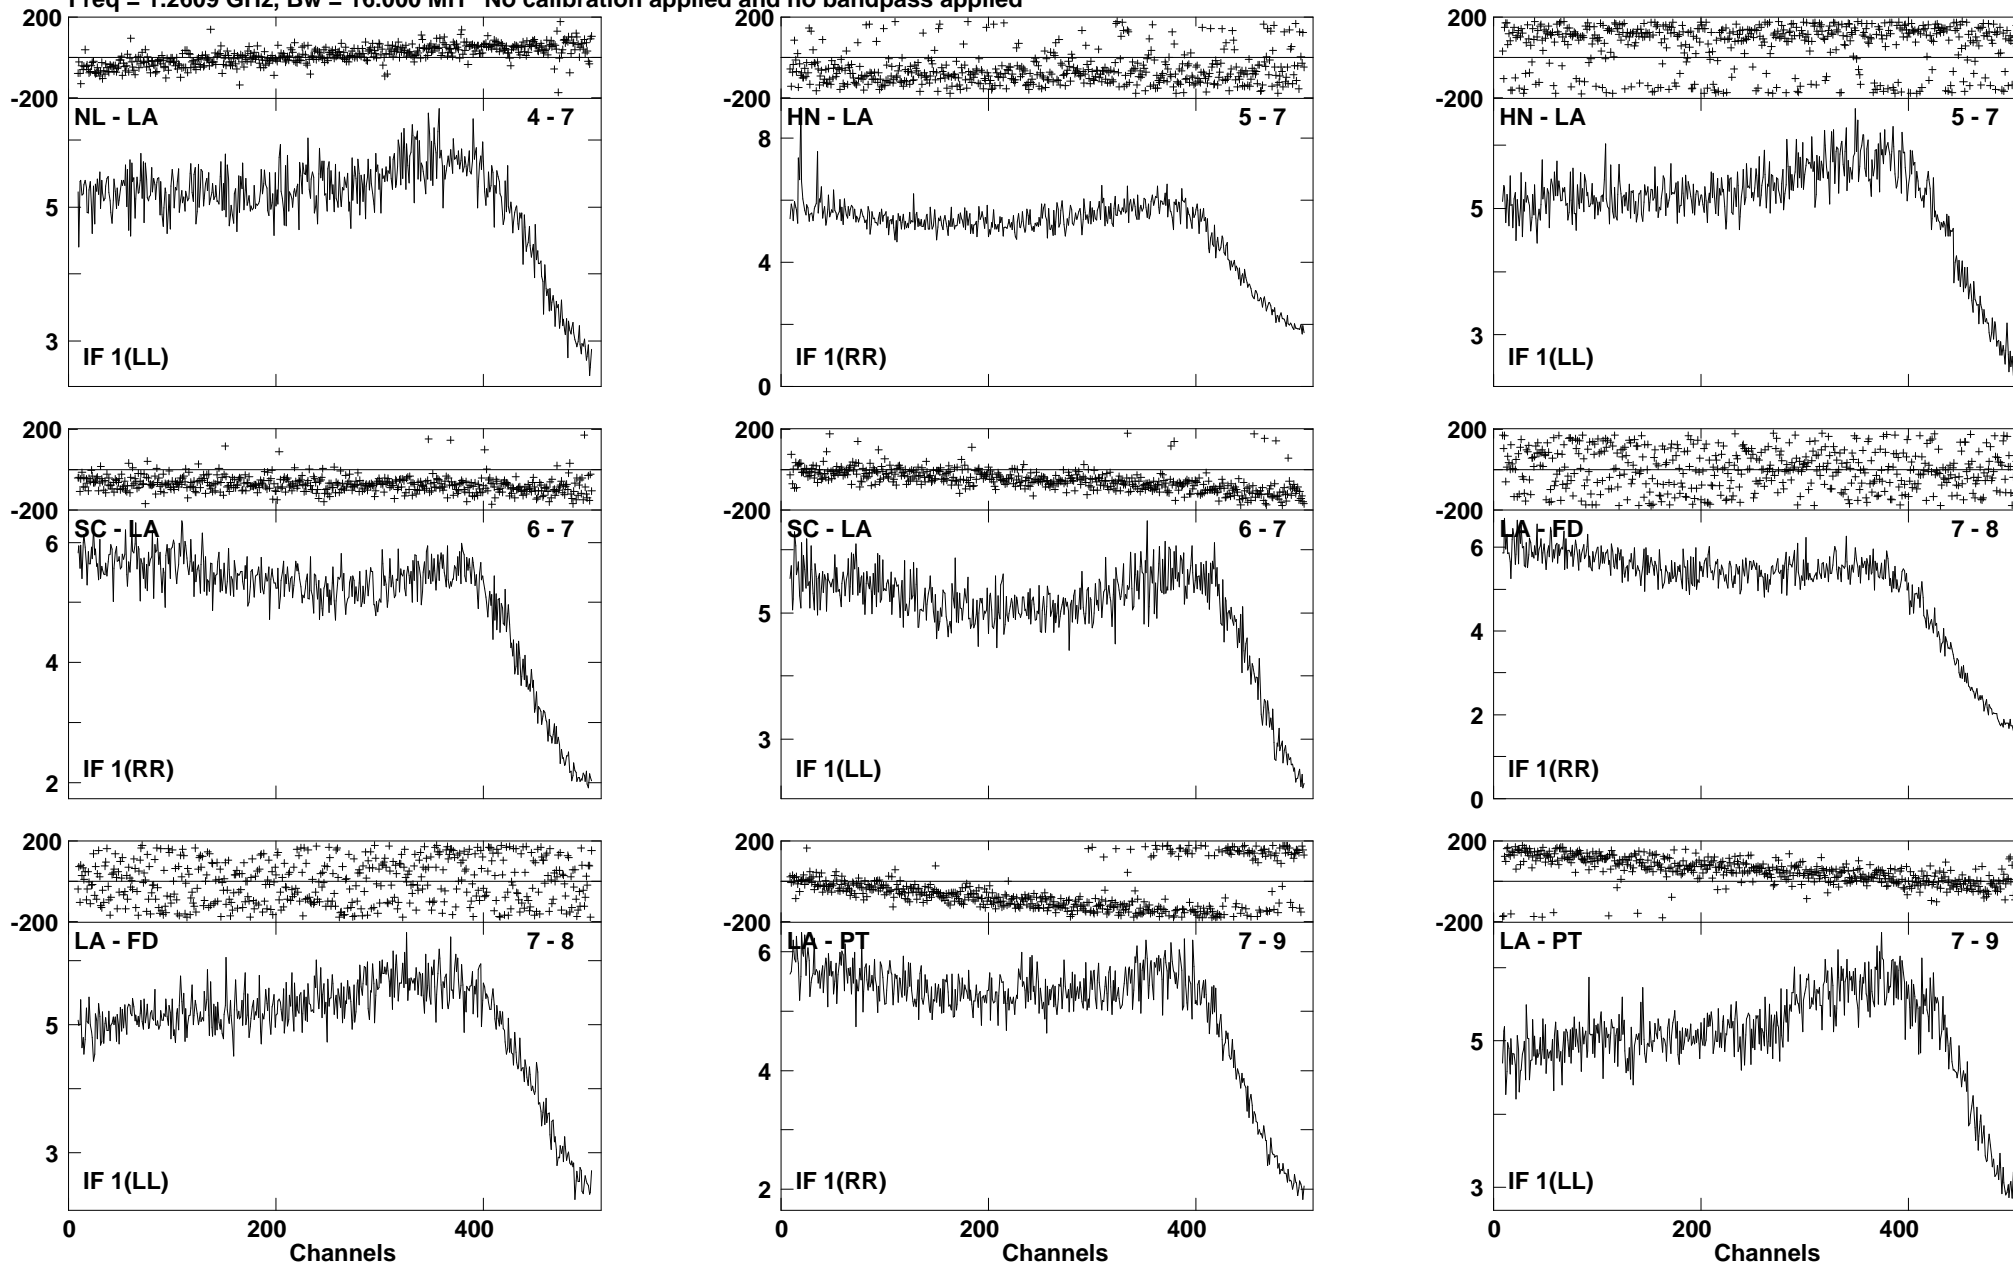 Freq = 1.2609 GHz, Bw = 16.000 MH No calibration applied and no bandpass applied
200
-200
NL - LA 4 - 7
5
3
IF 1(LL)
200
-200
HN - LA 5 - 7
8
4
0
IF 1(RR)
200
-200
HN - LA 5 - 7
5
3
IF 1(LL)
200
-200
SC - LA 6 - 7
6
4
2
IF 1(RR)
200
-200
SC - LA 6 - 7
5
3
IF 1(LL)
200
-200
LA - FD 7 - 8
6
4
2
0
IF 1(RR)
200
-200
LA - FD 7 - 8
5
3
IF 1(LL)
0 200 400
Channels
200
-200
LA - PT 7 - 9
6
4
2
IF 1(RR)
0 200 400
Channels
200
-200
LA - PT 7 - 9
5
3
IF 1(LL)
0 200 400
Channels